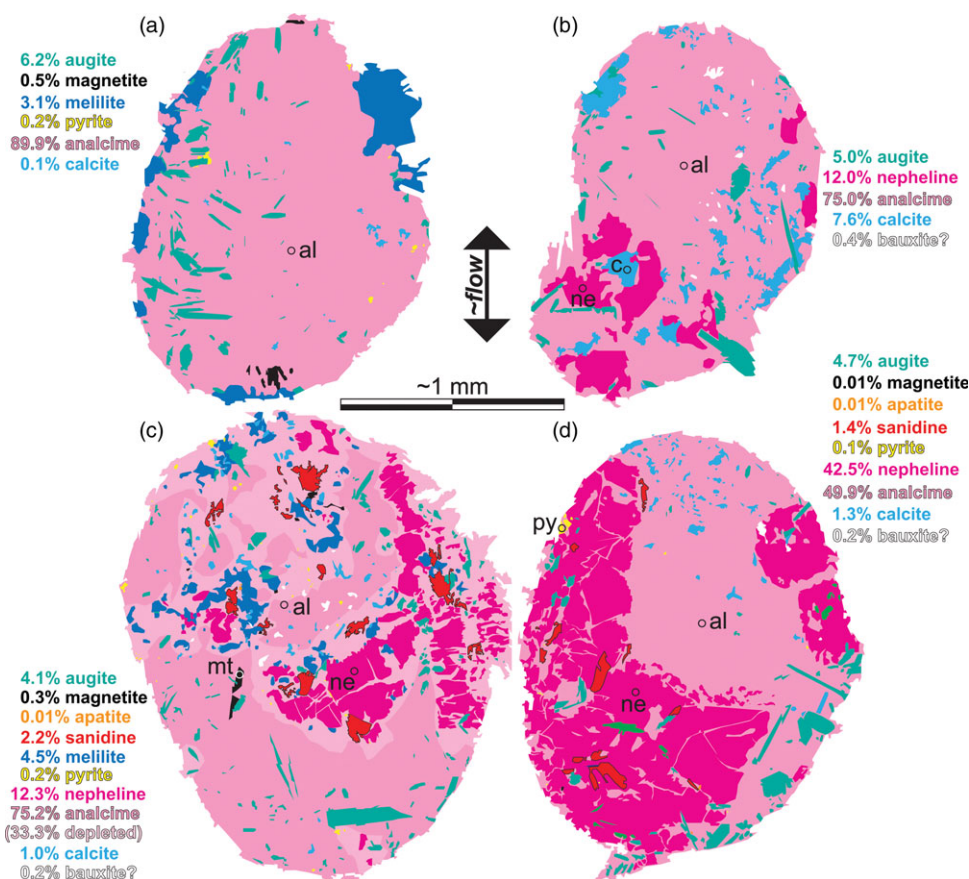 (a)
6.2% augite
0.5% magnetite
3.1% melilite
0.2% pyrite
89.9% analcime
0.1% calcite
al
(b)
5.0% augite
12.0% nepheline
75.0% analcime
7.6% calcite
0.4% bauxite?
al
c
ne
~flow
~1 mm
(c)
al
mt
ne
4.1% augite
0.3% magnetite
0.01% apatite
2.2% sanidine
4.5% melilite
0.2% pyrite
12.3% nepheline
75.2% analcime
(33.3% depleted)
1.0% calcite
0.2% bauxite?
(d)
4.7% augite
0.01% magnetite
0.01% apatite
1.4% sanidine
0.1% pyrite
42.5% nepheline
49.9% analcime
1.3% calcite
0.2% bauxite?
py
al
ne